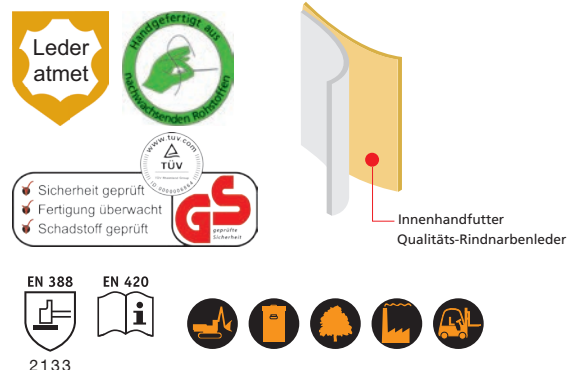 Leder
atmet
Handgefertigt aus
nachwachsenden Rohstoffen
www.tuv.com
TÜV
Sicherheit geprüft
Fertigung überwacht
Schadstoff geprüft
GS
geprüfte
Sicherheit
Innenhandfutter
Qualitäts-Rindnarbenleder
EN 388
EN 420
i
2133